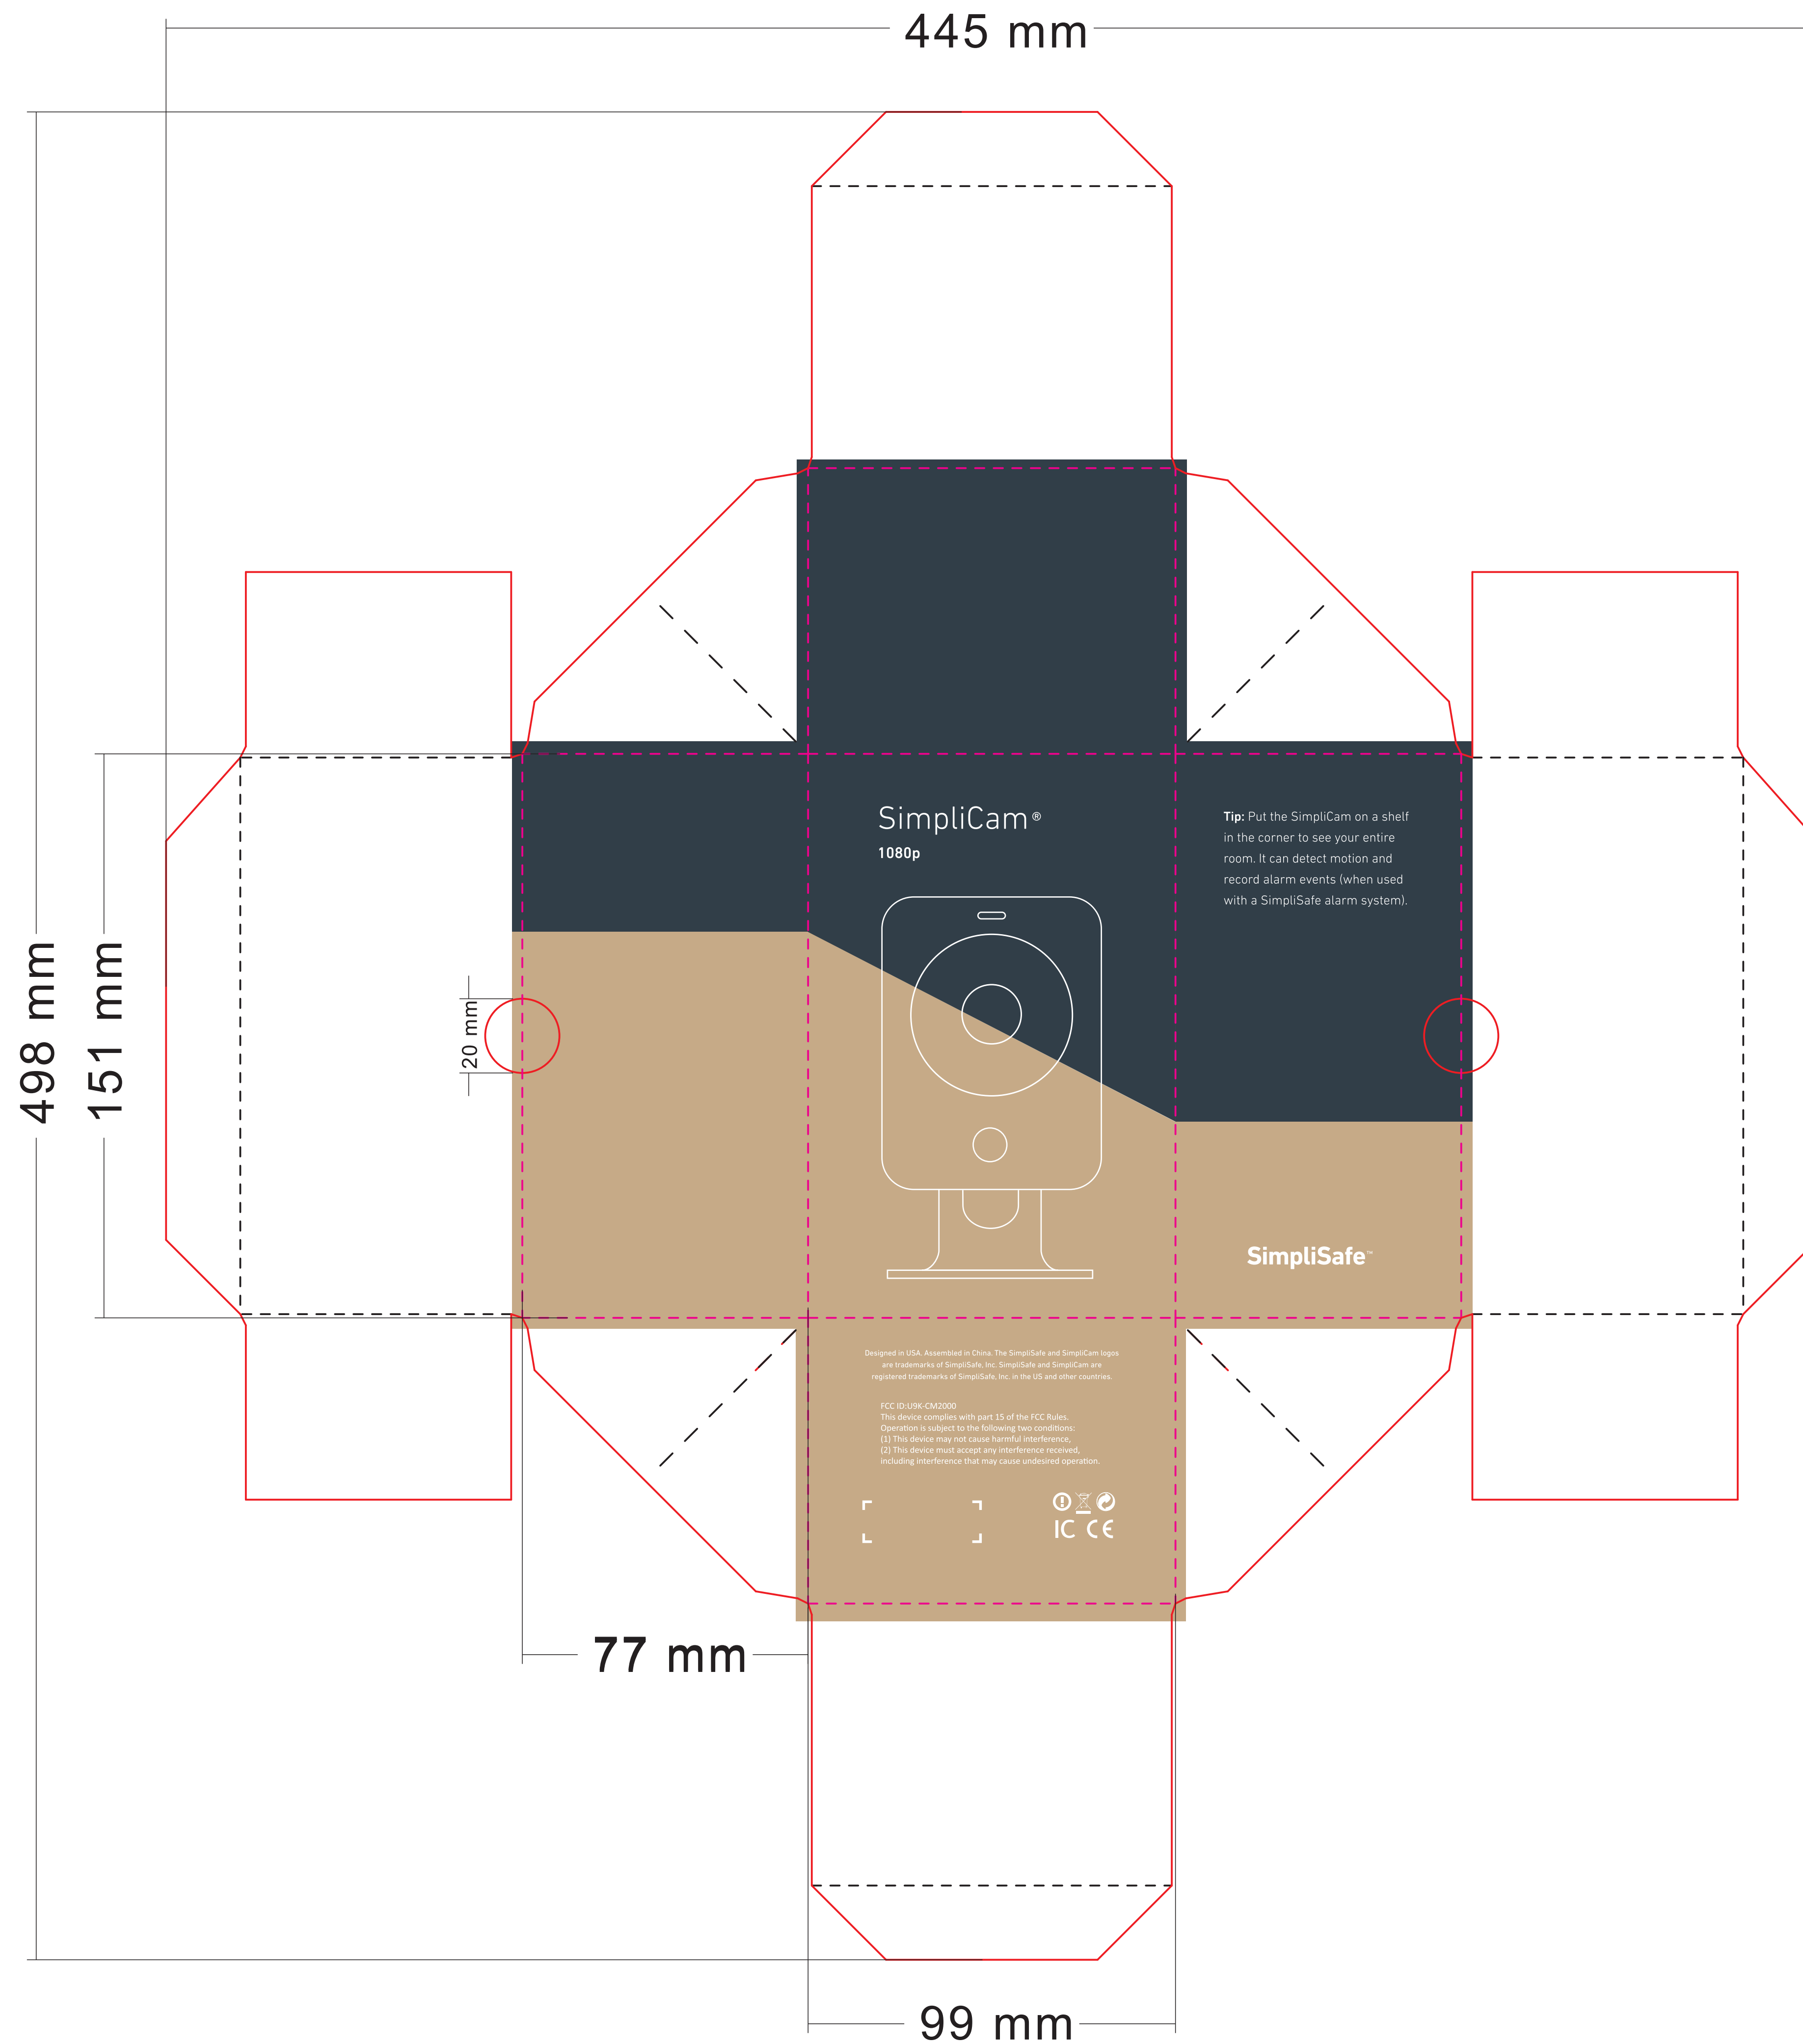 445 mm
SimpliCam®
1080p
Tip: Put the SimpliCam on a shelf
in the corner to see your entire
room. It can detect motion and
record alarm events (when used
with a SimpliSafe alarm system).
498 mm
151 mm
20 mm
SimpliSafe™
Designed in USA. Assembled in China. The SimpliSafe and SimpliCam logos
are trademarks of SimpliSafe, Inc. SimpliSafe and SimpliCam are
registered trademarks of SimpliSafe, Inc. in the US and other countries.
FCC ID:U9K-CM2000
This device complies with part 15 of the FCC Rules.
Operation is subject to the following two conditions:
(1) This device may not cause harmful interference,
(2) This device must accept any interference received,
including interference that may cause undesired operation.
IC CE
77 mm
99 mm